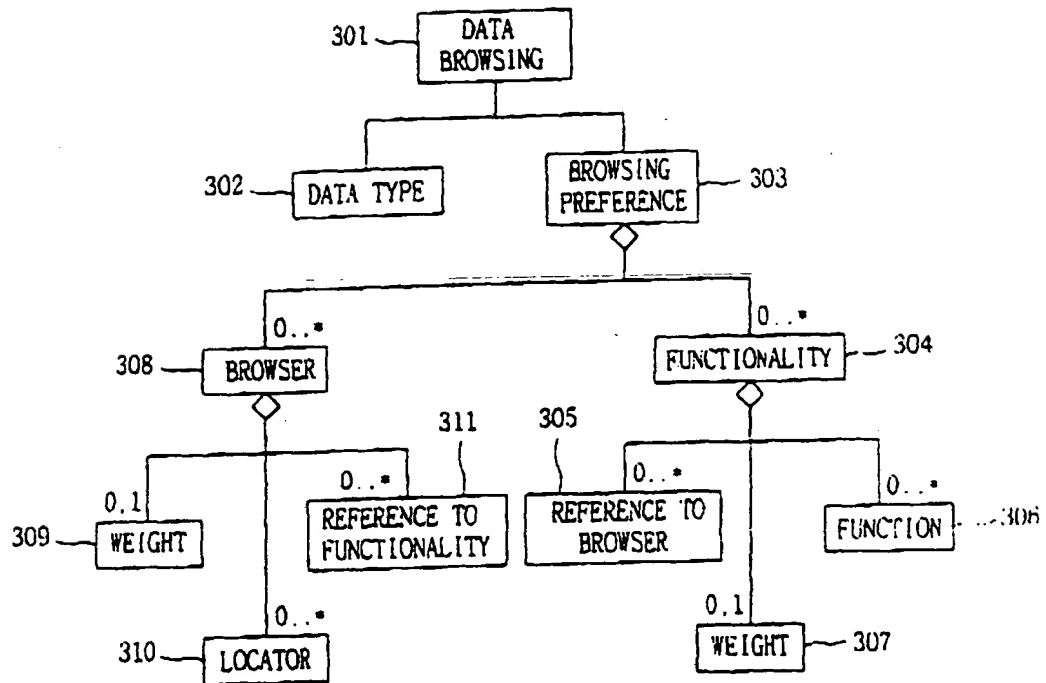 301
DATA
BROWSING
302
DATA TYPE
BROWSING
PREFERENCE
303
0..*
0..*
308
BROWSER
FUNCTIONALITY
304
311
305
0,1
0..*
0..*
0..*
309
WEIGHT
REFERENCE TO
FUNCTIONALITY
REFERENCE TO
BROWSER
FUNCTION
306
0..*
0,1
310
LOCATOR
WEIGHT
307